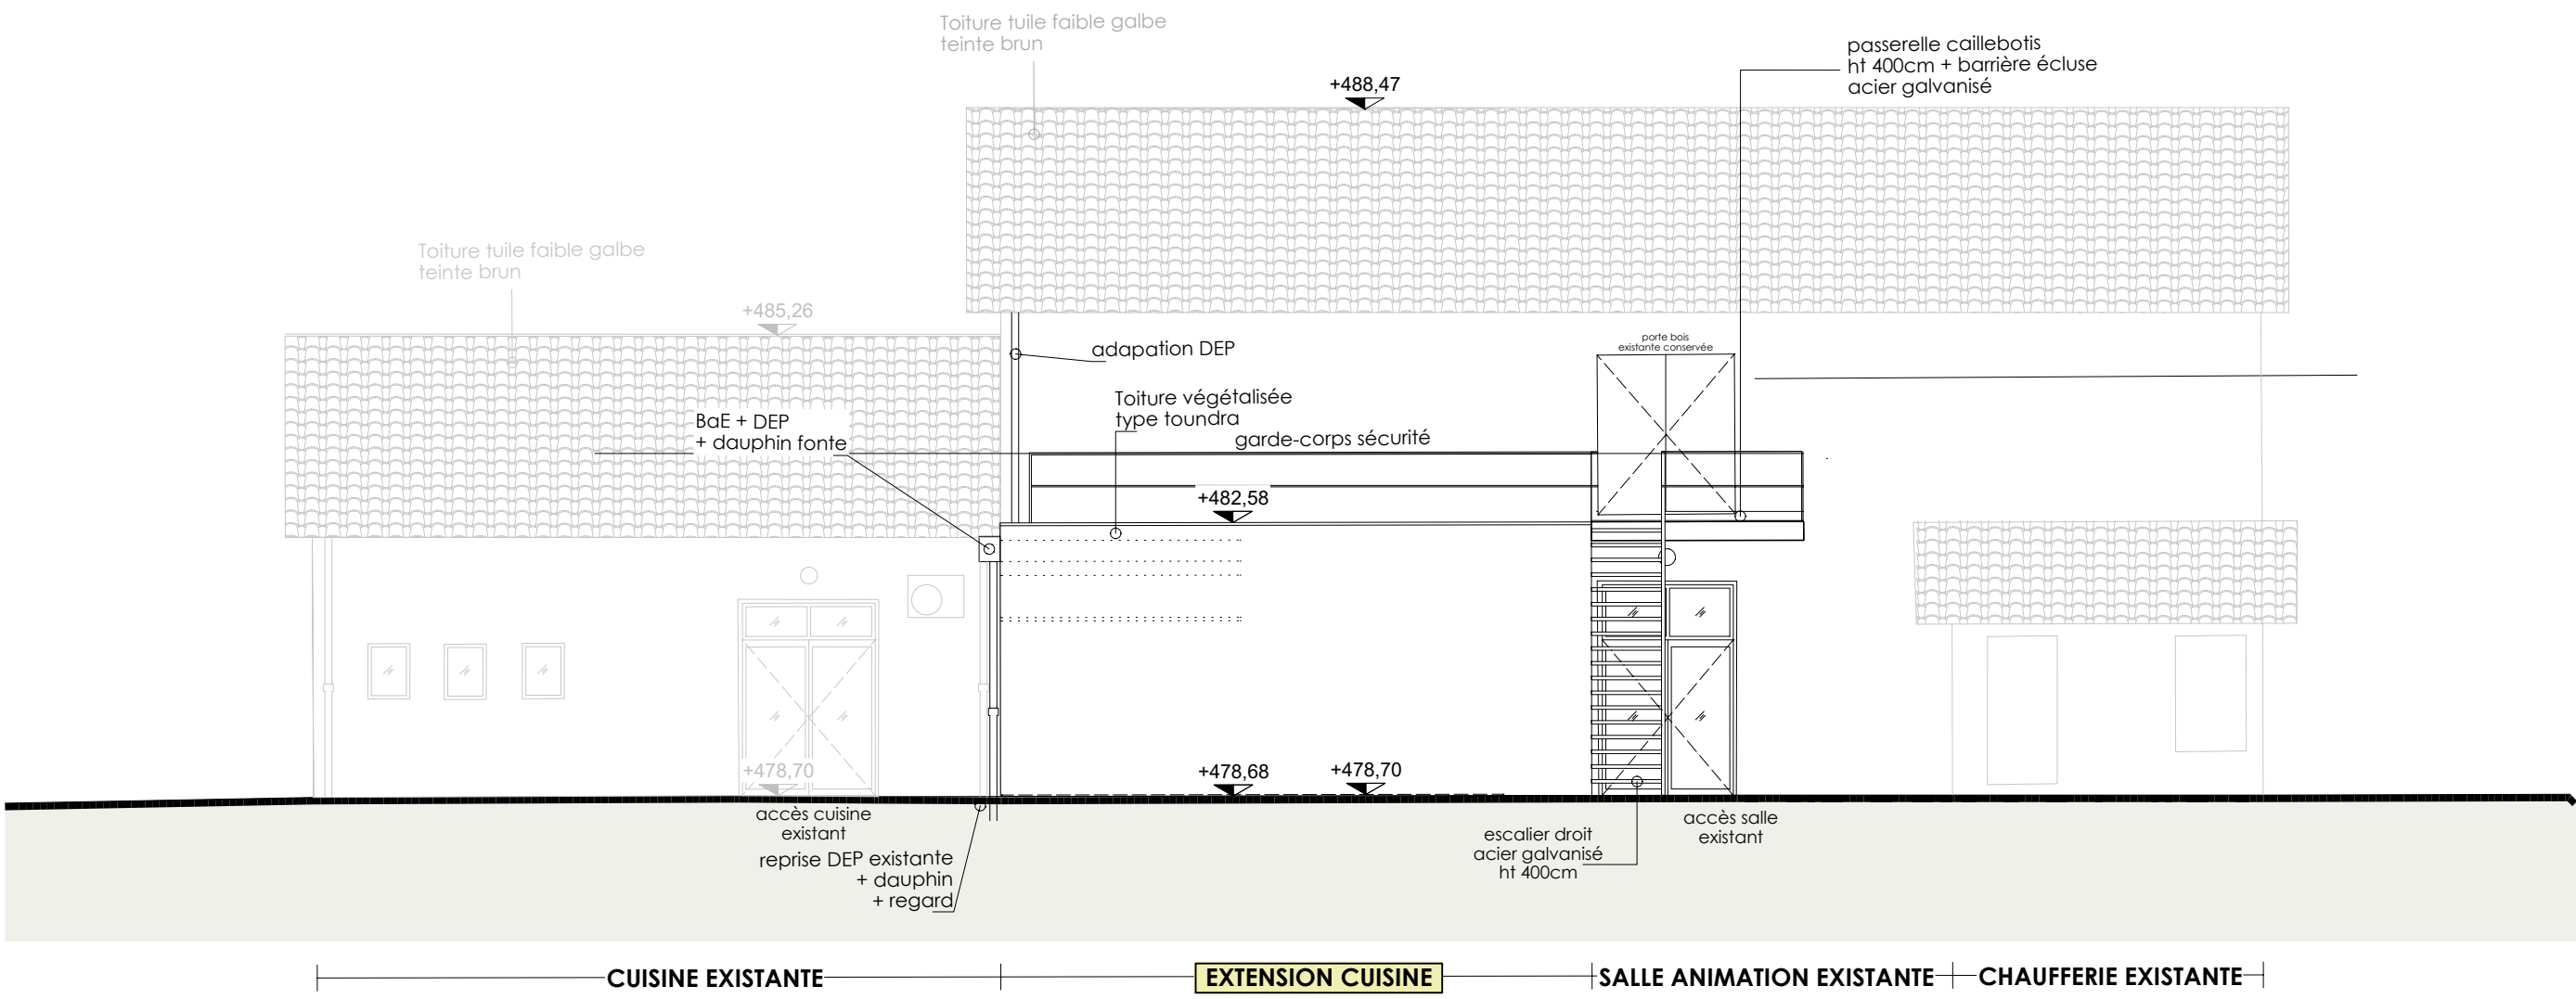 Toiture tuile faible galbe
teinte brun
passerelle caillebotis
ht 400cm + barrière écluse
acier galvanisé
+488,47
Toiture tuile faible galbe
teinte brun
+485,26
adapation DEP
porte bois
existante conservée
BaE + DEP
+ dauphin fonte
Toiture végétalisée
type toundra
garde-corps sécurité
+482,58
+478,70
+478,68
+478,70
accès cuisine
existant
reprise DEP existante
+ dauphin
+ regard
escalier droit
acier galvanisé
ht 400cm
accès salle
existant
CUISINE EXISTANTE
EXTENSION CUISINE
SALLE ANIMATION EXISTANTE
CHAUFFERIE EXISTANTE